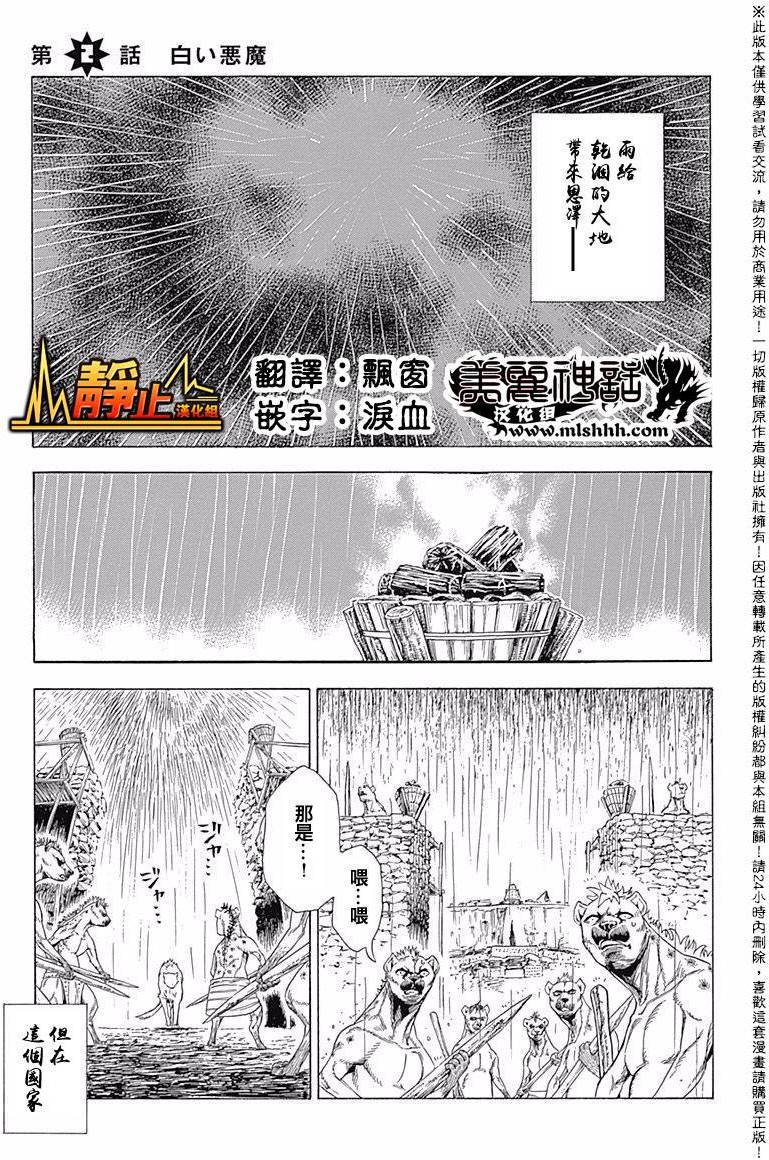 第2話 白い悪魔
雨給
乾涸的大地
帶來恩澤──
靜止
漢化組
翻譯：飄窗
嵌字：淚血
美麗神話
汉化组
www.mlshhh.com
喂…喂
那是…！
ジャ…
ジャ…
但在
這個國家
※此版本僅供學習試看交流，請勿用於商業用途！一切版權歸原作者與出版社擁有！因任意轉載所產生的版權糾紛都與本組無關！請24小時內刪除，喜歡這套漫畫請購買正版！